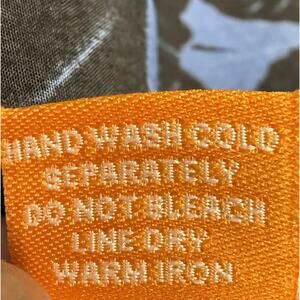 HAND WASH COLD
SEPARATELY
DO NOT BLEACH
LINE DRY
WARM IRON